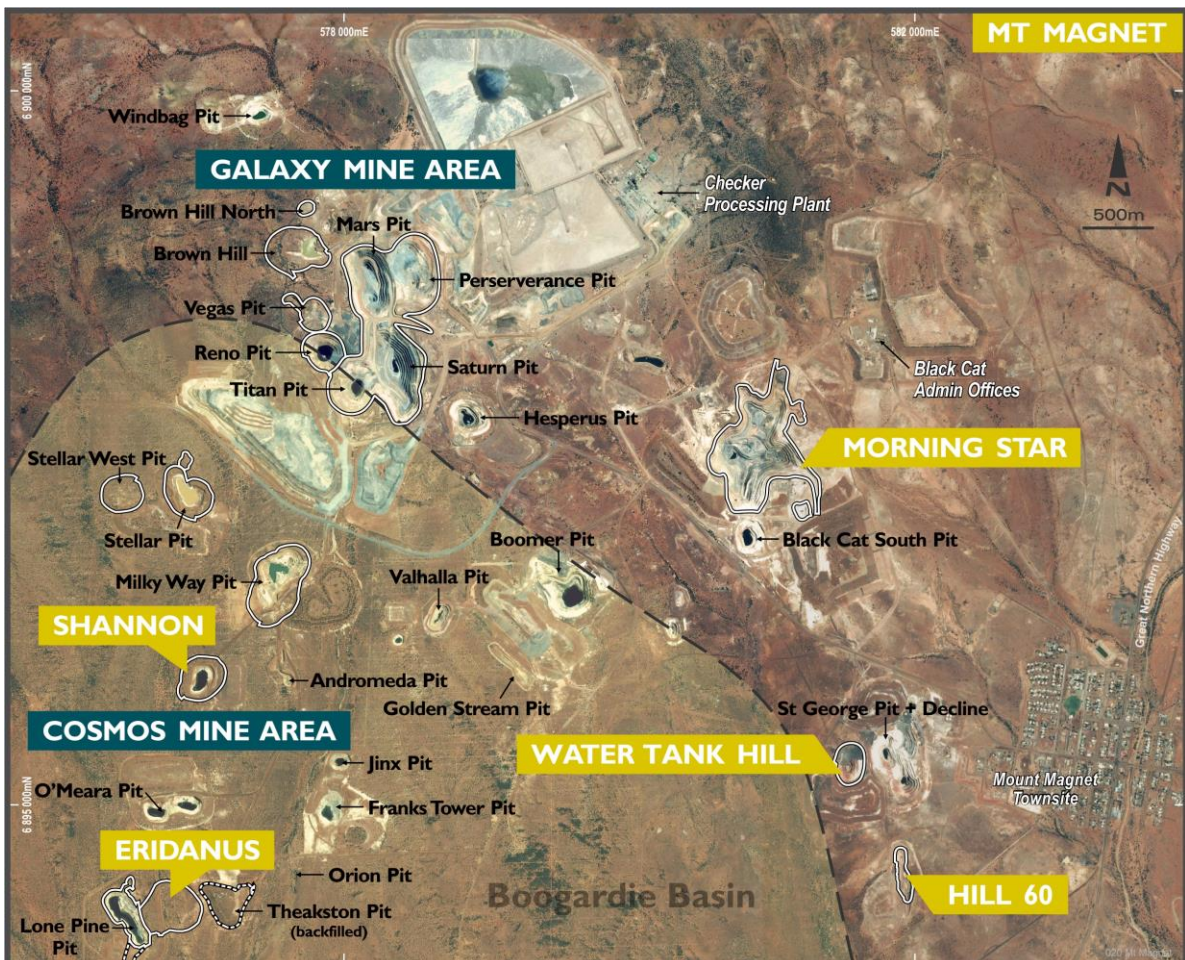 578 000mE
582 000mE
MT MAGNET
6 900 000mN
Windbag Pit
GALAXY MINE AREA
Checker
Processing Plant
N
500m
Brown Hill North
Mars Pit
Brown Hill
Perserverance Pit
Vegas Pit
Reno Pit
Saturn Pit
Titan Pit
Black Cat
Admin Offices
Hesperus Pit
MORNING STAR
Stellar West Pit
Stellar Pit
Boomer Pit
Black Cat South Pit
Milky Way Pit
Valhalla Pit
Great Northern Highway
SHANNON
Andromeda Pit
Golden Stream Pit
St George Pit + Decline
COSMOS MINE AREA
WATER TANK HILL
Jinx Pit
Mount Magnet
Townsite
O'Meara Pit
Franks Tower Pit
6 895 000mN
ERIDANUS
Orion Pit
Boogardie Basin
HILL 60
Theakston Pit
(backfilled)
Lone Pine
Pit